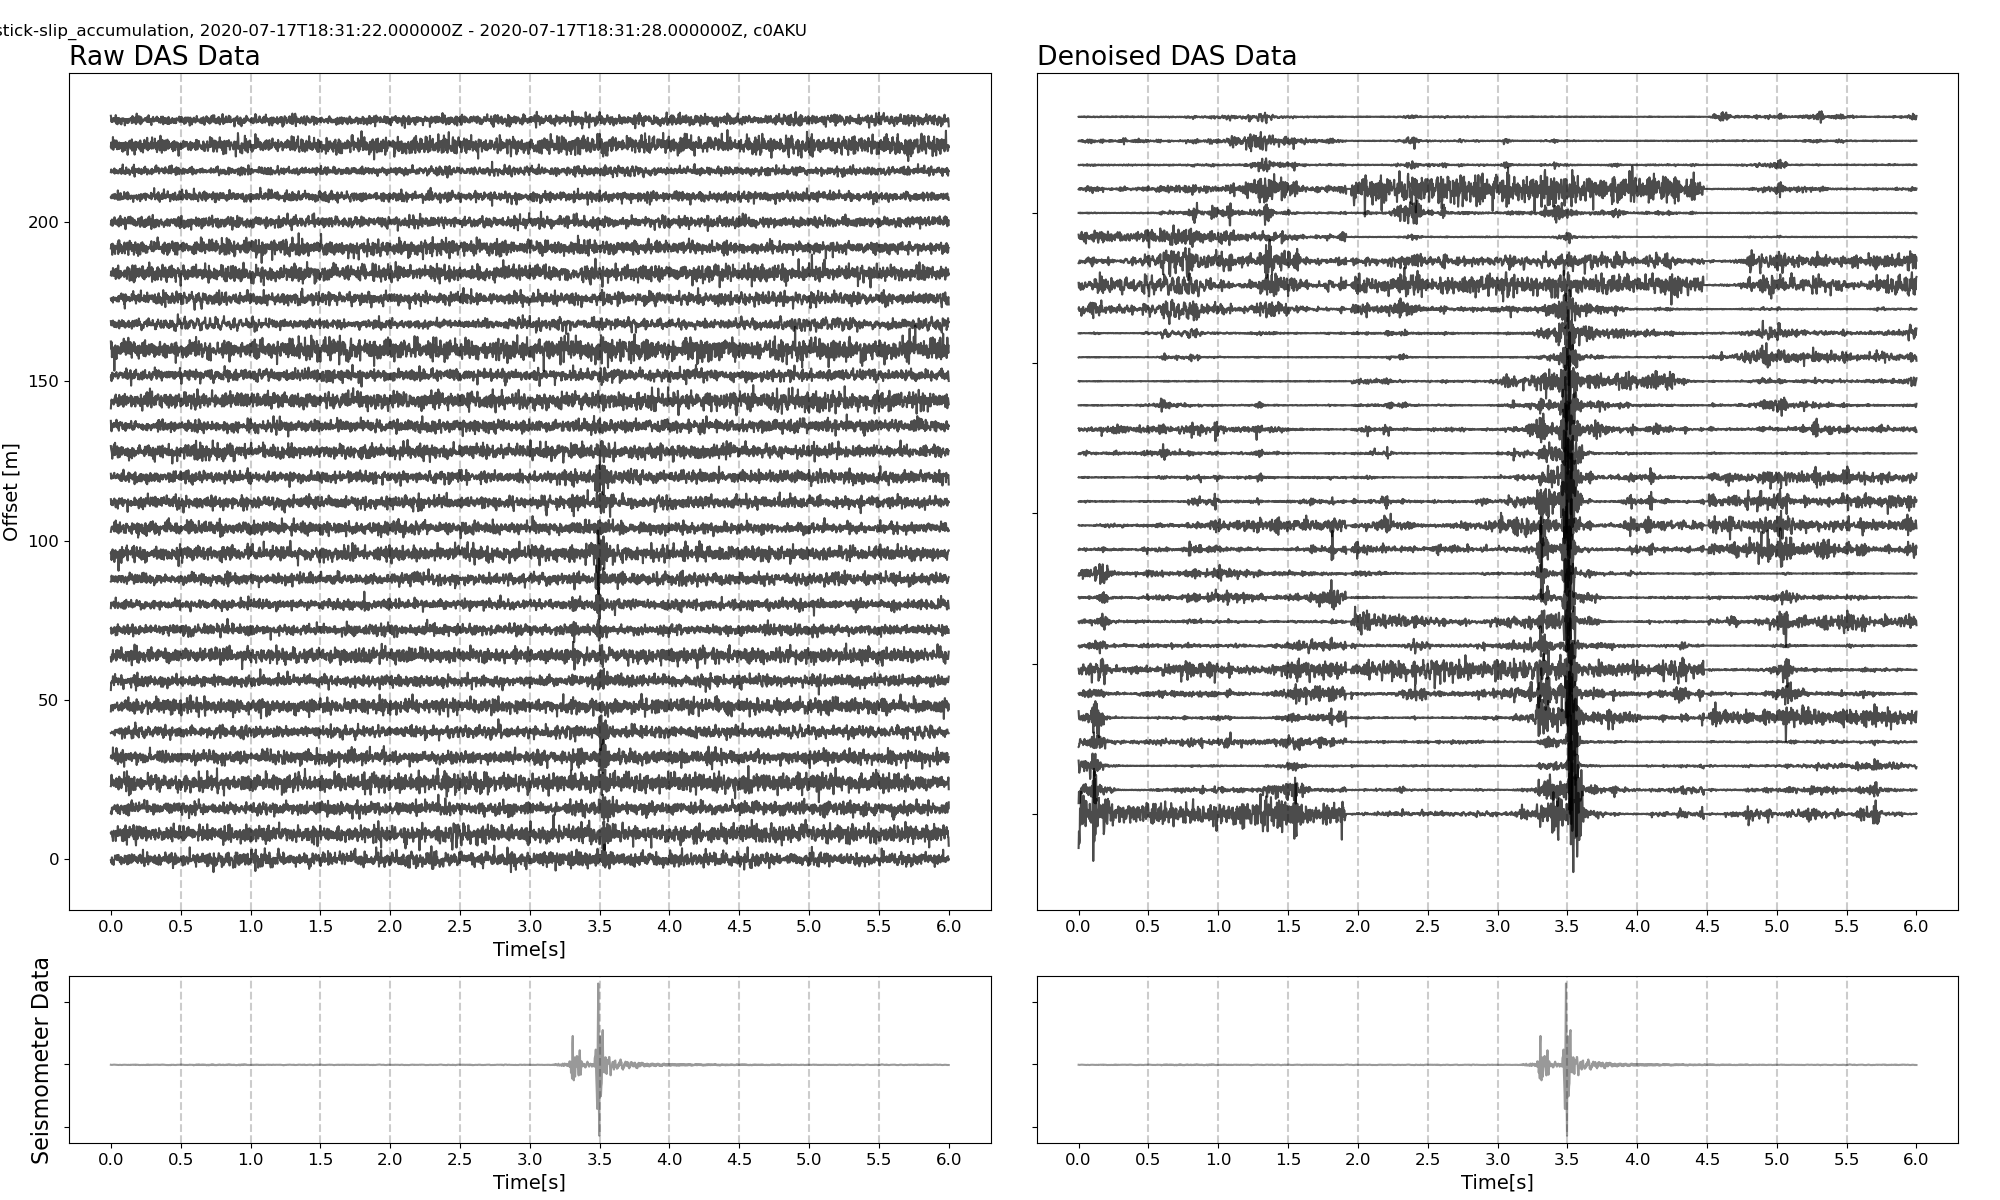 stick-slip_accumulation, 2020-07-17T18:31:22.000000Z - 2020-07-17T18:31:28.000000Z, c0AKU
Raw DAS Data
Denoised DAS Data
Offset [m]
200
150
100
50
0
0.0 0.5 1.0 1.5 2.0 2.5 3.0 3.5 4.0 4.5 5.0 5.5 6.0
Time[s]
0.0 0.5 1.0 1.5 2.0 2.5 3.0 3.5 4.0 4.5 5.0 5.5 6.0
Seismometer Data
0.0 0.5 1.0 1.5 2.0 2.5 3.0 3.5 4.0 4.5 5.0 5.5 6.0
Time[s]
0.0 0.5 1.0 1.5 2.0 2.5 3.0 3.5 4.0 4.5 5.0 5.5 6.0
Time[s]